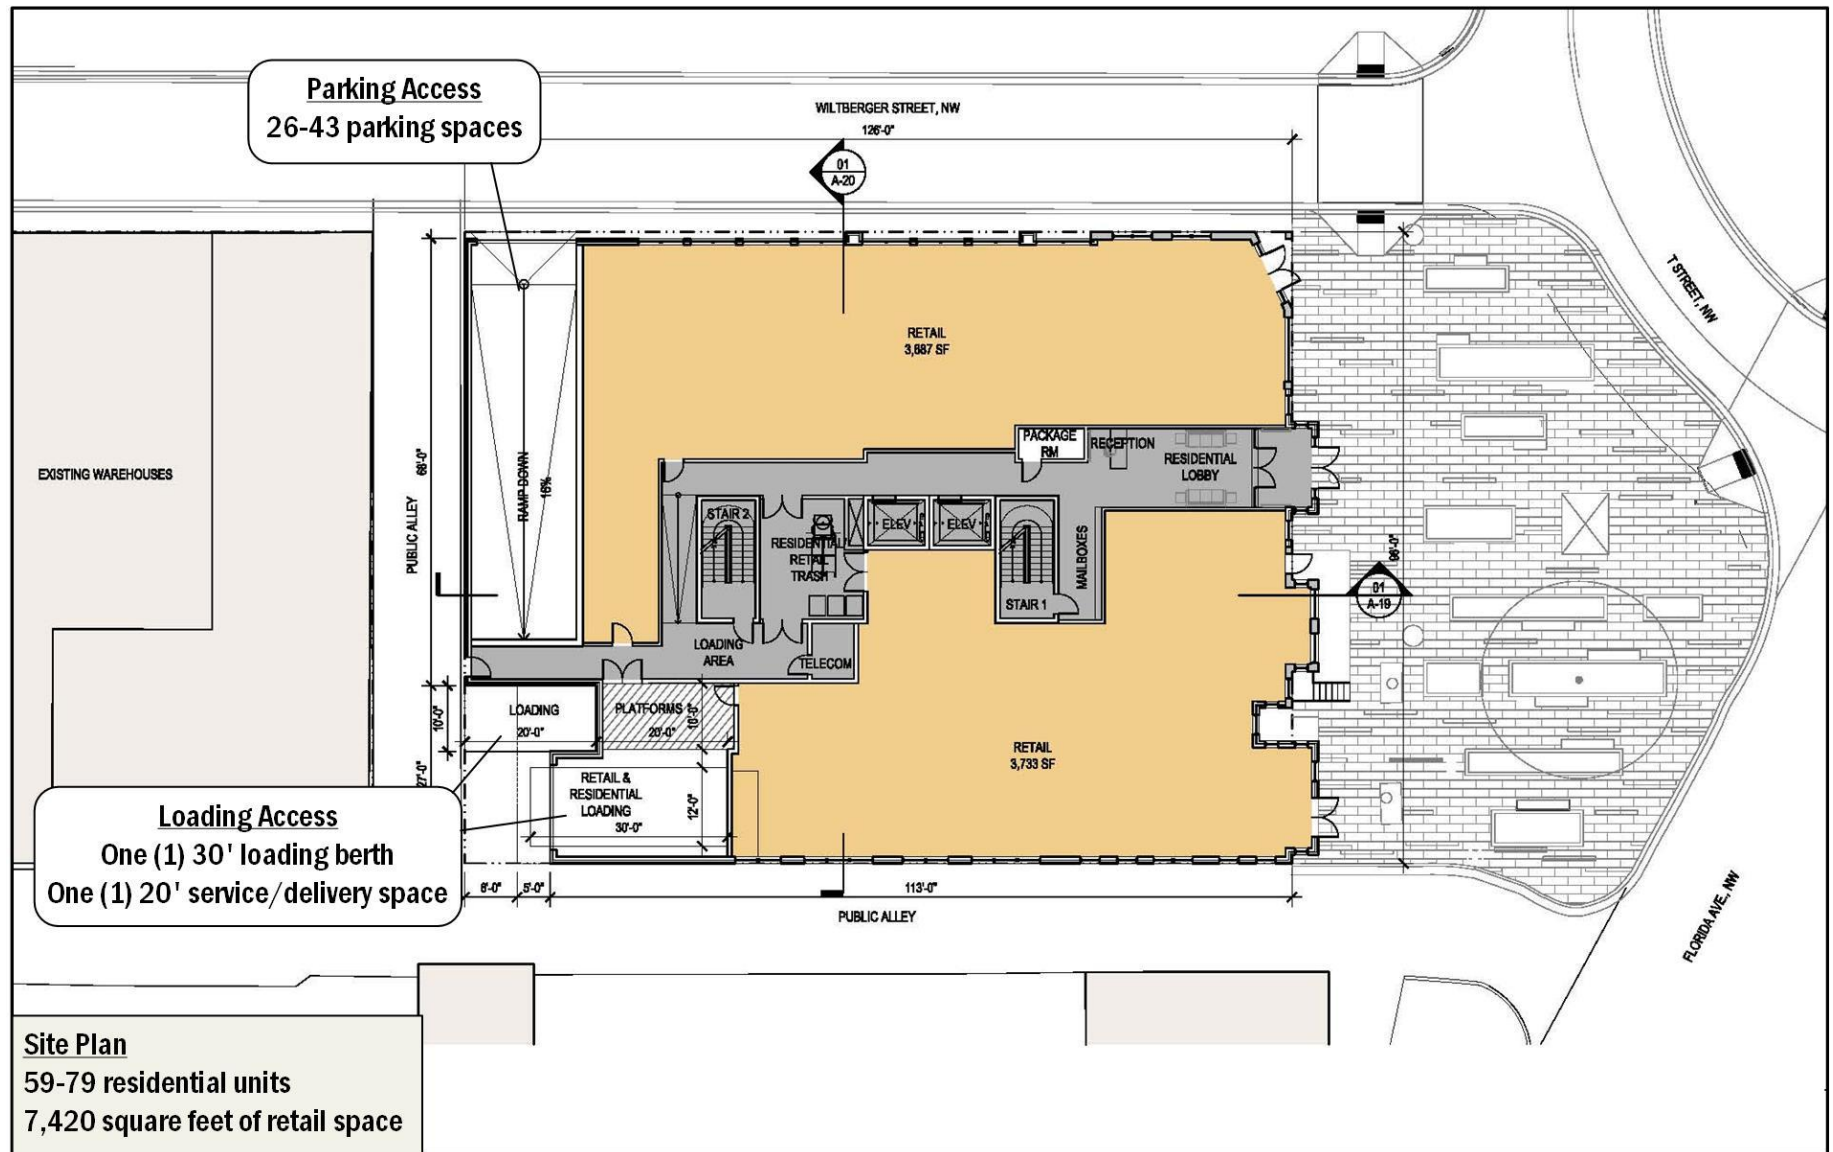 Parking Access
26-43 parking spaces
WILTBERGER STREET, NW
126'-0"
01
A-20
T STREET, NW
RETAIL
3,687 SF
EXISTING WAREHOUSES
PUBLIC ALLEY
68'-0"
RAMP DOWN
16%
PACKAGE
RM
RECEPTION
RESIDENTIAL
LOBBY
STAIR 2
ELEV
ELEV
RESIDENTIAL/
RETAIL
TRASH
MAILBOXES
STAIR 1
96'-0"
01
A-19
LOADING
AREA
TELECOM
LOADING
20'-0"
10'-0"
PLATFORMS
20'-0"
10'-0"
27'-0"
RETAIL &
RESIDENTIAL
LOADING
30'-0"
12'-0"
RETAIL
3,733 SF
Loading Access
One (1) 30' loading berth
One (1) 20' service/delivery space
8'-0"
5'-0"
113'-0"
PUBLIC ALLEY
FLORIDA AVE., NW
Site Plan
59-79 residential units
7,420 square feet of retail space